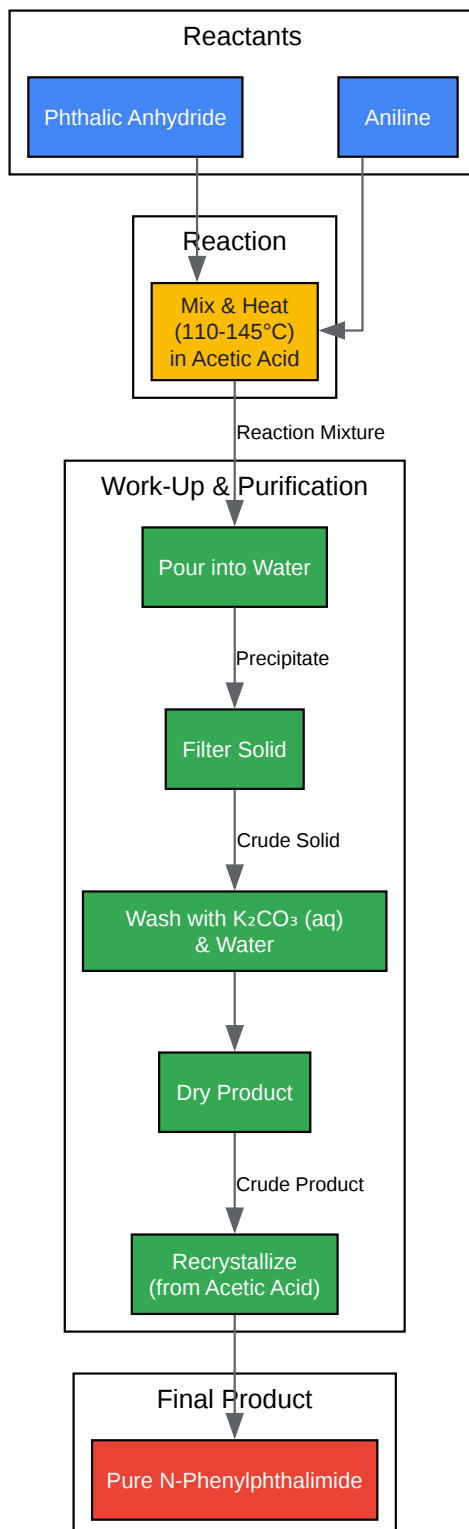 Reactants
Phthalic Anhydride
Aniline
Reaction
Mix & Heat
(110-145°C)
in Acetic Acid
Reaction Mixture
Work-Up & Purification
Pour into Water
Precipitate
Filter Solid
Crude Solid
Wash with K₂CO₃ (aq)
& Water
Dry Product
Crude Product
Recrystallize
(from Acetic Acid)
Final Product
Pure N-Phenylphthalimide